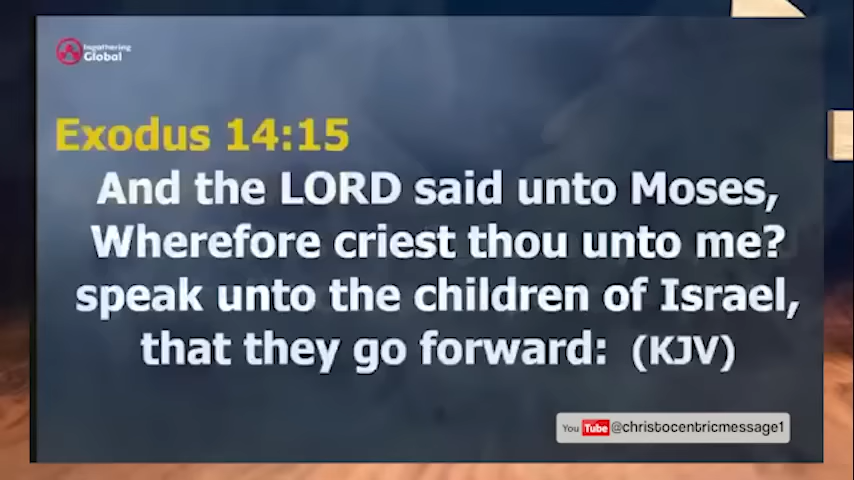 Ingathering
Global
Exodus 14:15
And the LORD said unto Moses,
Wherefore criest thou unto me?
speak unto the children of Israel,
that they go forward: (KJV)
You Tube @christocentricmessage1